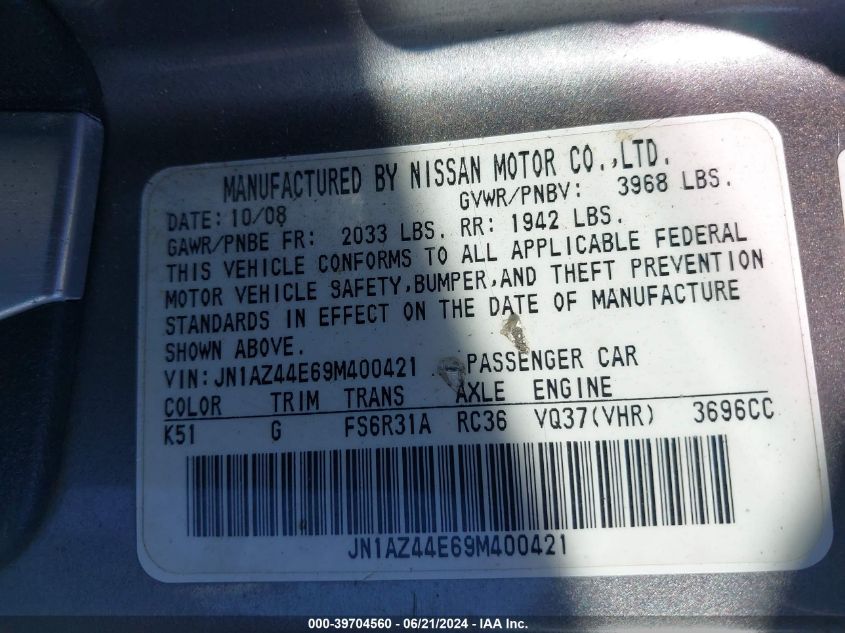 MANUFACTURED BY NISSAN MOTOR CO.,LTD.
DATE: 10/08 GVWR/PNBV: 3968 LBS.
GAWR/PNBE FR: 2033 LBS. RR: 1942 LBS.
THIS VEHICLE CONFORMS TO ALL APPLICABLE FEDERAL
MOTOR VEHICLE SAFETY,BUMPER,AND THEFT PREVENTION
STANDARDS IN EFFECT ON THE DATE OF MANUFACTURE
SHOWN ABOVE.
VIN:JN1AZ44E69M400421 PASSENGER CAR
COLOR TRIM TRANS AXLE ENGINE
K51 G FS6R31A RC36 VQ37(VHR) 3696CC
JN1AZ44E69M400421
000-39704560 - 06/21/2024 - IAA Inc.